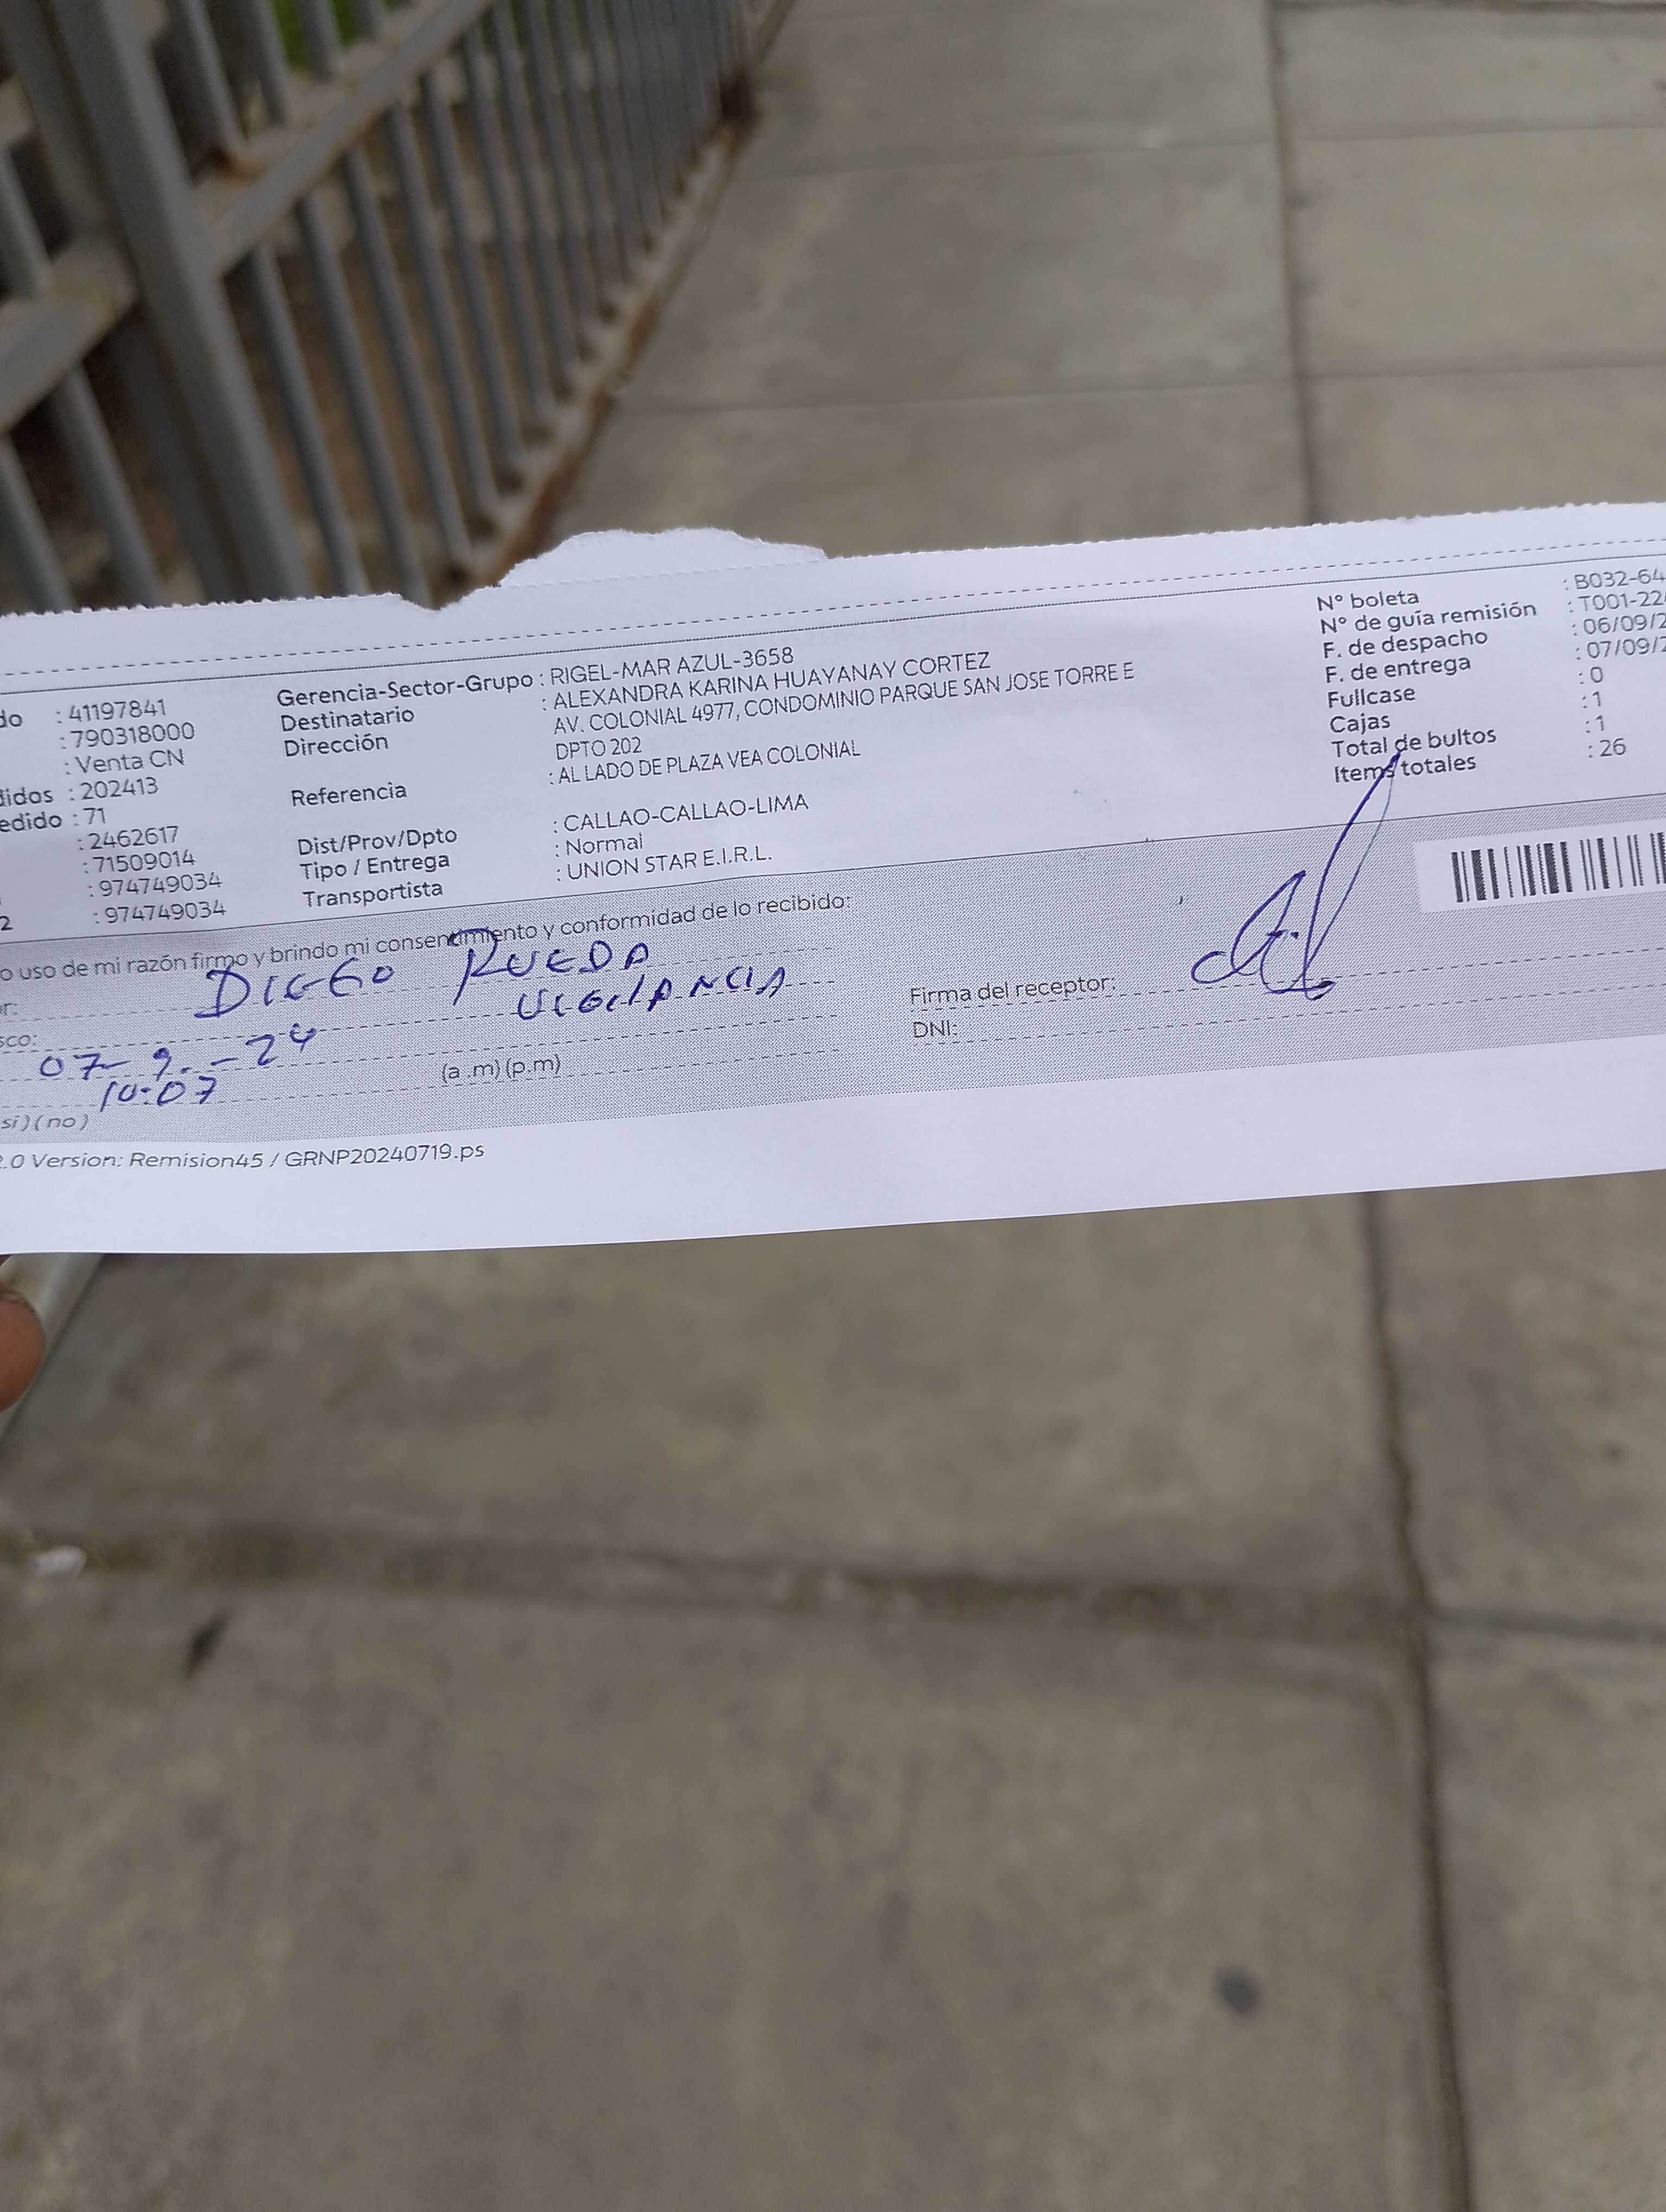 do : 41197841
: 790318000
: Venta CN
didos : 202413
edido : 71
: 2462617
: 71509014
: 974749034
2 : 974749034
Gerencia-Sector-Grupo : RIGEL-MAR AZUL-3658
Destinatario : ALEXANDRA KARINA HUAYANAY CORTEZ
Dirección AV. COLONIAL 4977, CONDOMINIO PARQUE SAN JOSE TORRE E
DPTO 202
Referencia : AL LADO DE PLAZA VEA COLONIAL
Dist/Prov/Dpto : CALLAO-CALLAO-LIMA
Tipo / Entrega : Normal
Transportista : UNION STAR E.I.R.L.
N° boleta : B032-64
N° de guía remisión : T001-22
F. de despacho : 06/09/2
F. de entrega : 07/09/2
Fullcase : 0
Cajas : 1
Total de bultos : 1
Items totales : 26
o uso de mi razón firmo y brindo mi consentimiento y conformidad de lo recibido:
or: DIEGO RUEDA
sco: VIGILANCIA
07-9-24
10:07 (a .m) (p.m)
si) (no)
Firma del receptor:
DNI:
2.0 Version: Remision45 / GRNP20240719.ps